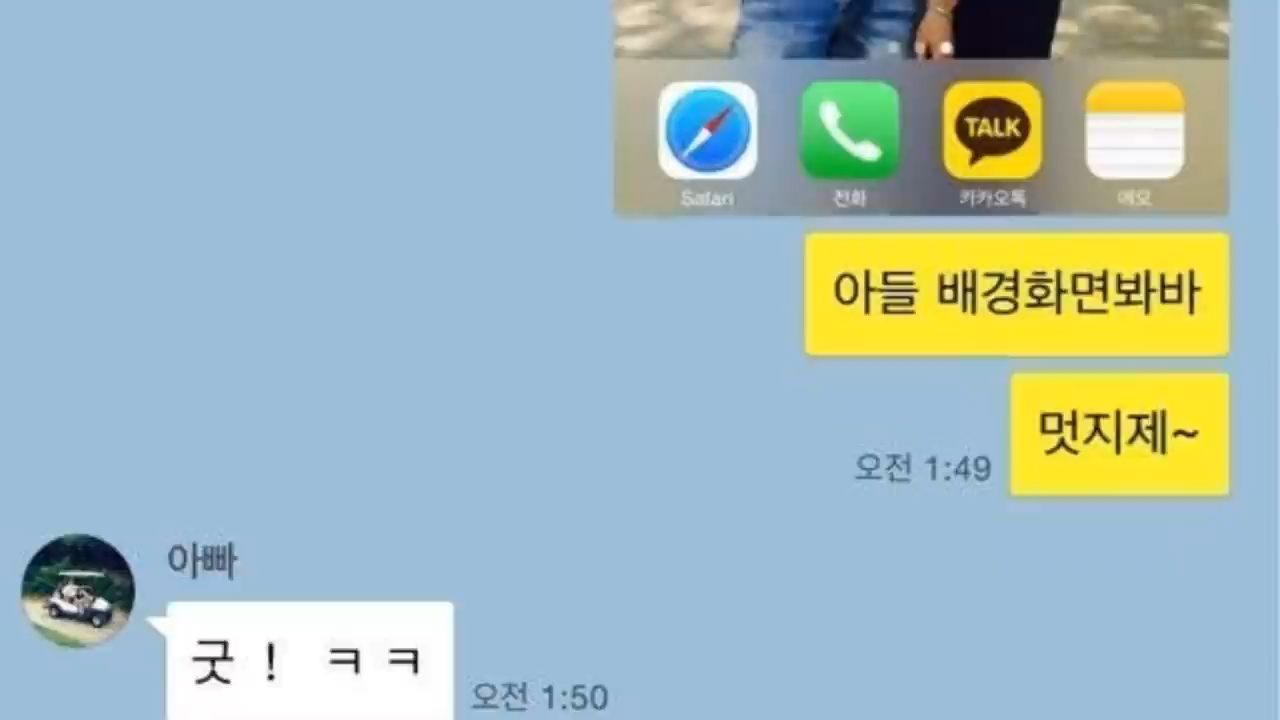 TALK
Safari
전화
카카오톡
메모
아들 배경화면봐바
멋지제~
오전 1:49
아빠
굿! ㅋㅋ
오전 1:50